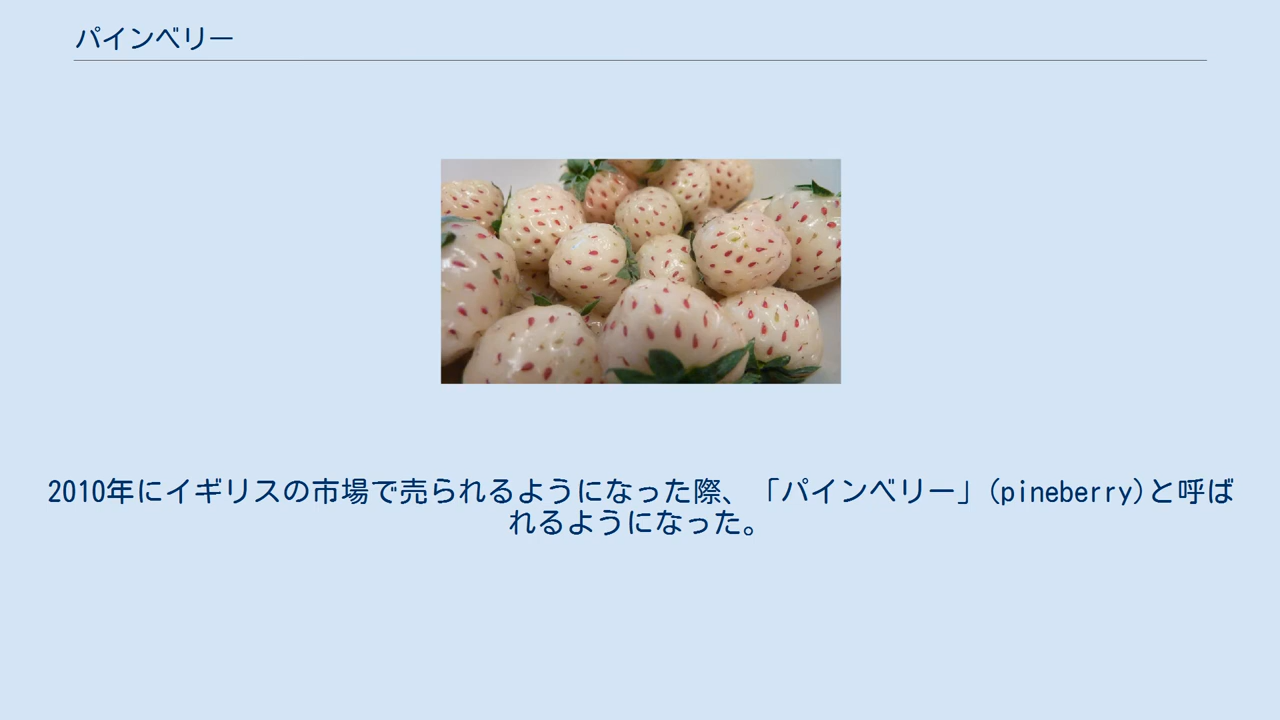 パインベリー
2010年にイギリスの市場で売られるようになった際、「パインベリー」(pineberry)と呼ば
れるようになった。